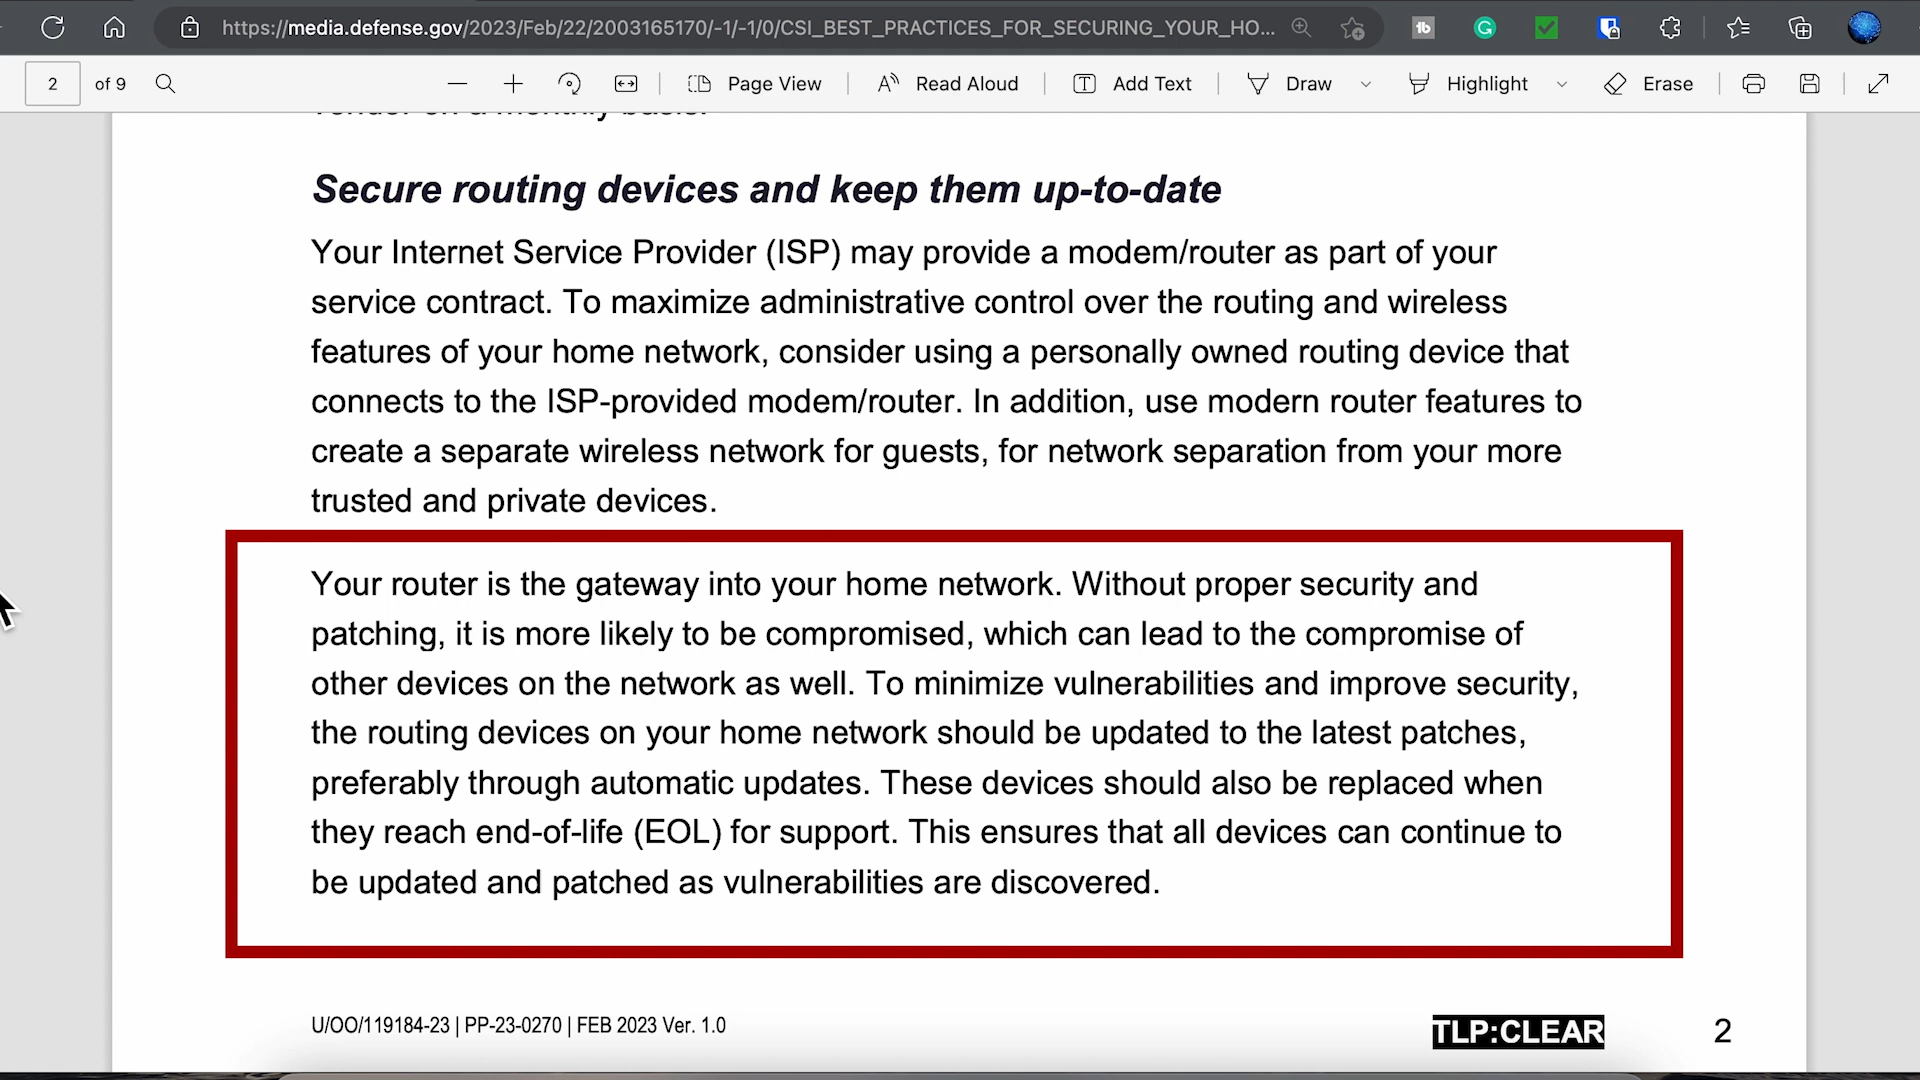 https://media.defense.gov/2023/Feb/22/2003165170/-1/-1/0/CSI_BEST_PRACTICES_FOR_SECURING_YOUR_HO...
2 of 9 Page View Read Aloud Add Text Draw Highlight Erase
Secure routing devices and keep them up-to-date
Your Internet Service Provider (ISP) may provide a modem/router as part of your
service contract. To maximize administrative control over the routing and wireless
features of your home network, consider using a personally owned routing device that
connects to the ISP-provided modem/router. In addition, use modern router features to
create a separate wireless network for guests, for network separation from your more
trusted and private devices.
Your router is the gateway into your home network. Without proper security and
patching, it is more likely to be compromised, which can lead to the compromise of
other devices on the network as well. To minimize vulnerabilities and improve security,
the routing devices on your home network should be updated to the latest patches,
preferably through automatic updates. These devices should also be replaced when
they reach end-of-life (EOL) for support. This ensures that all devices can continue to
be updated and patched as vulnerabilities are discovered.
U/OO/119184-23 | PP-23-0270 | FEB 2023 Ver. 1.0
TLP:CLEAR
2